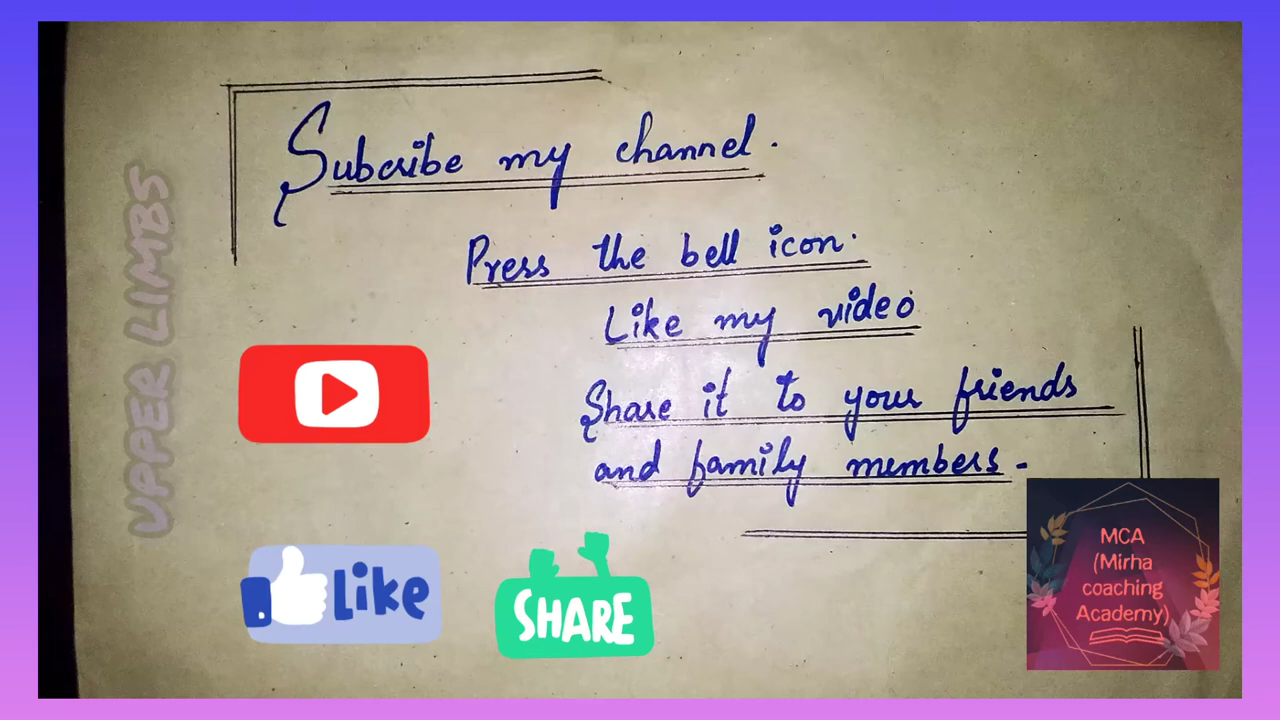 Subcribe my channel.
Press the bell icon.
Like my video
Share it to your friends
and family members.
UPPER LIMBS
Like
SHARE
MCA
(Mirha
coaching
Academy)